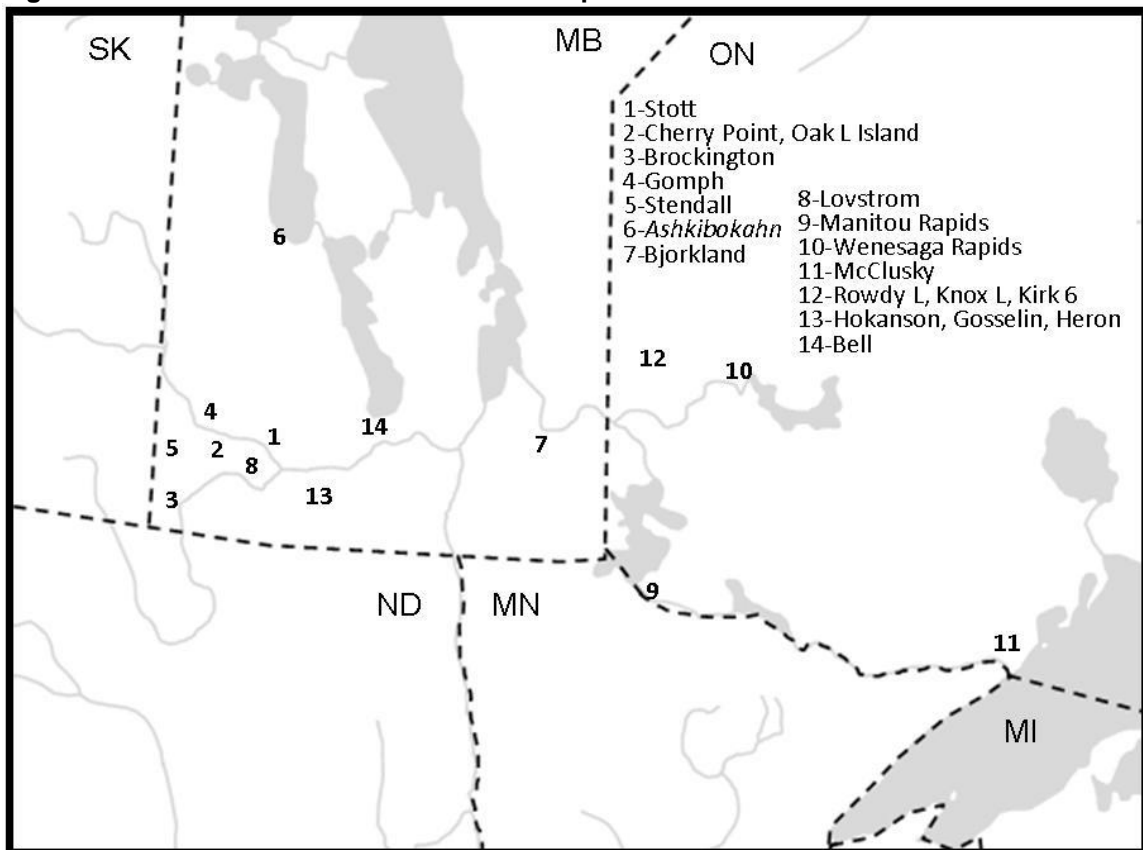 SK
MB
ON
1-Stott
2-Cherry Point, Oak L Island
3-Brockington
4-Gomph
5-Stendall
6-Ashkibokahn
7-Bjorkland
8-Lovstrom
9-Manitou Rapids
10-Wenesaga Rapids
11-McClusky
12-Rowdy L, Knox L, Kirk 6
13-Hokanson, Gosselin, Heron
14-Bell
6
12
10
4
14
1
5
2
7
8
3
13
9
ND
MN
11
MI